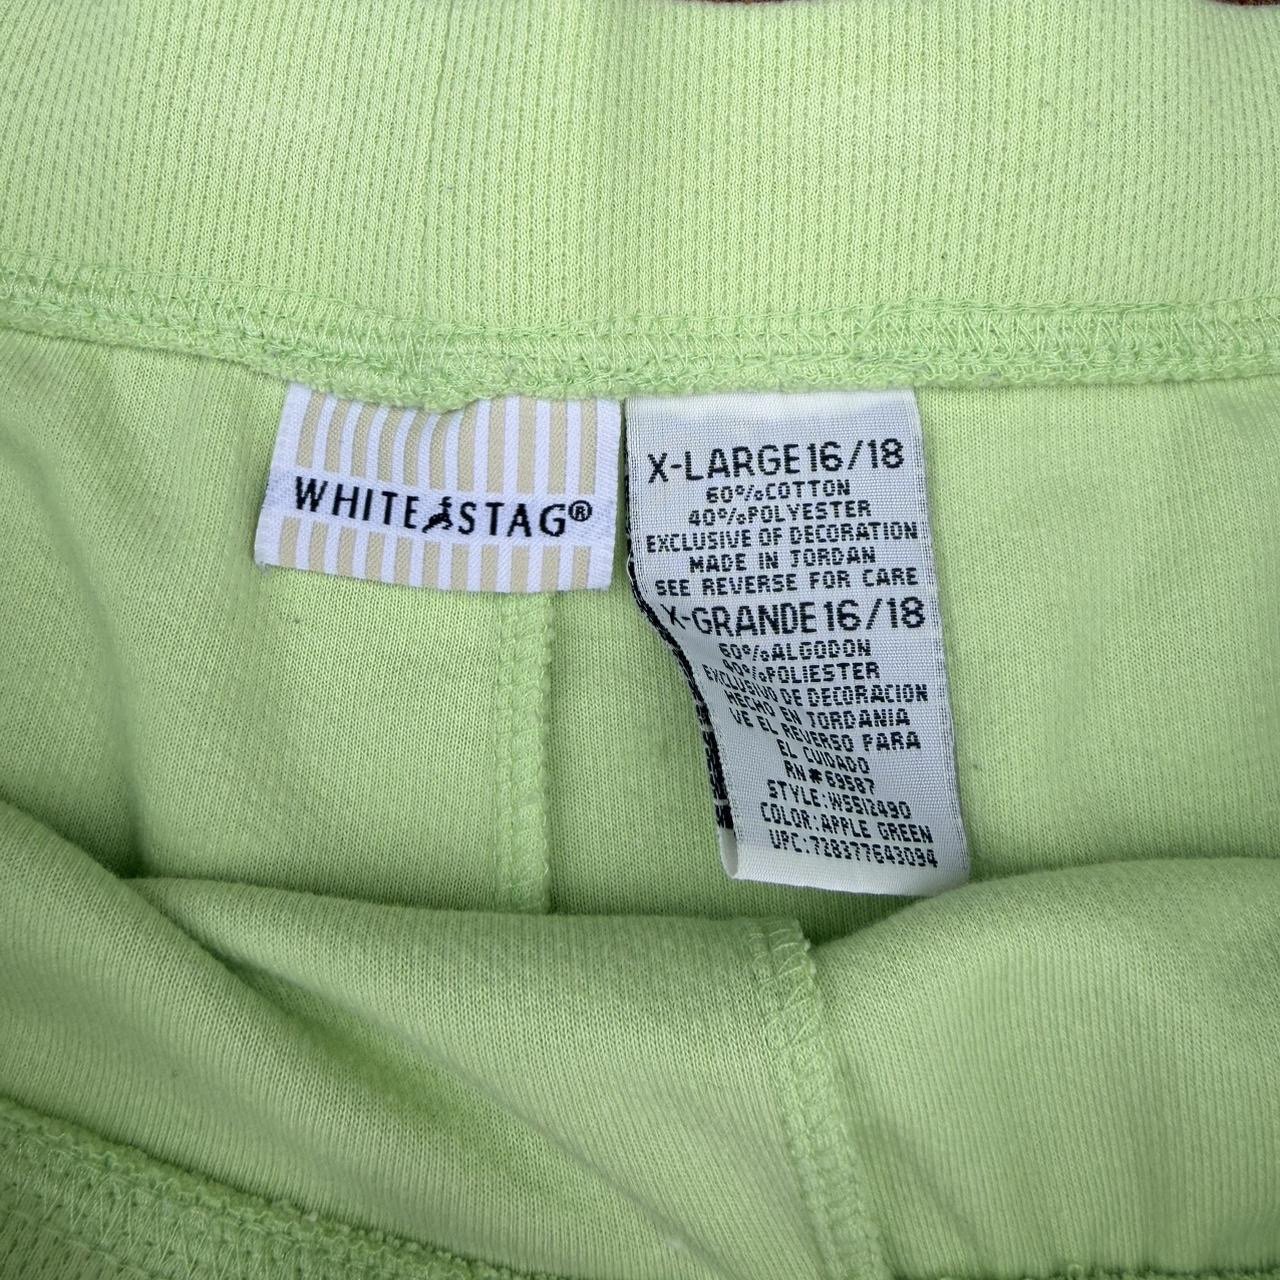 WHITE STAG®
X-LARGE 16/18
60% COTTON
40% POLYESTER
EXCLUSIVE OF DECORATION
MADE IN JORDAN
SEE REVERSE FOR CARE
X-GRANDE 16/18
60% ALGODON
40% POLIESTER
EXCLUSIVO DE DECORACION
HECHO EN JORDANIA
VE EL REVERSO PARA
EL CUIDADO
RN# 69587
STYLE: WSS12490
COLOR: APPLE GREEN
UPC: 728377643094